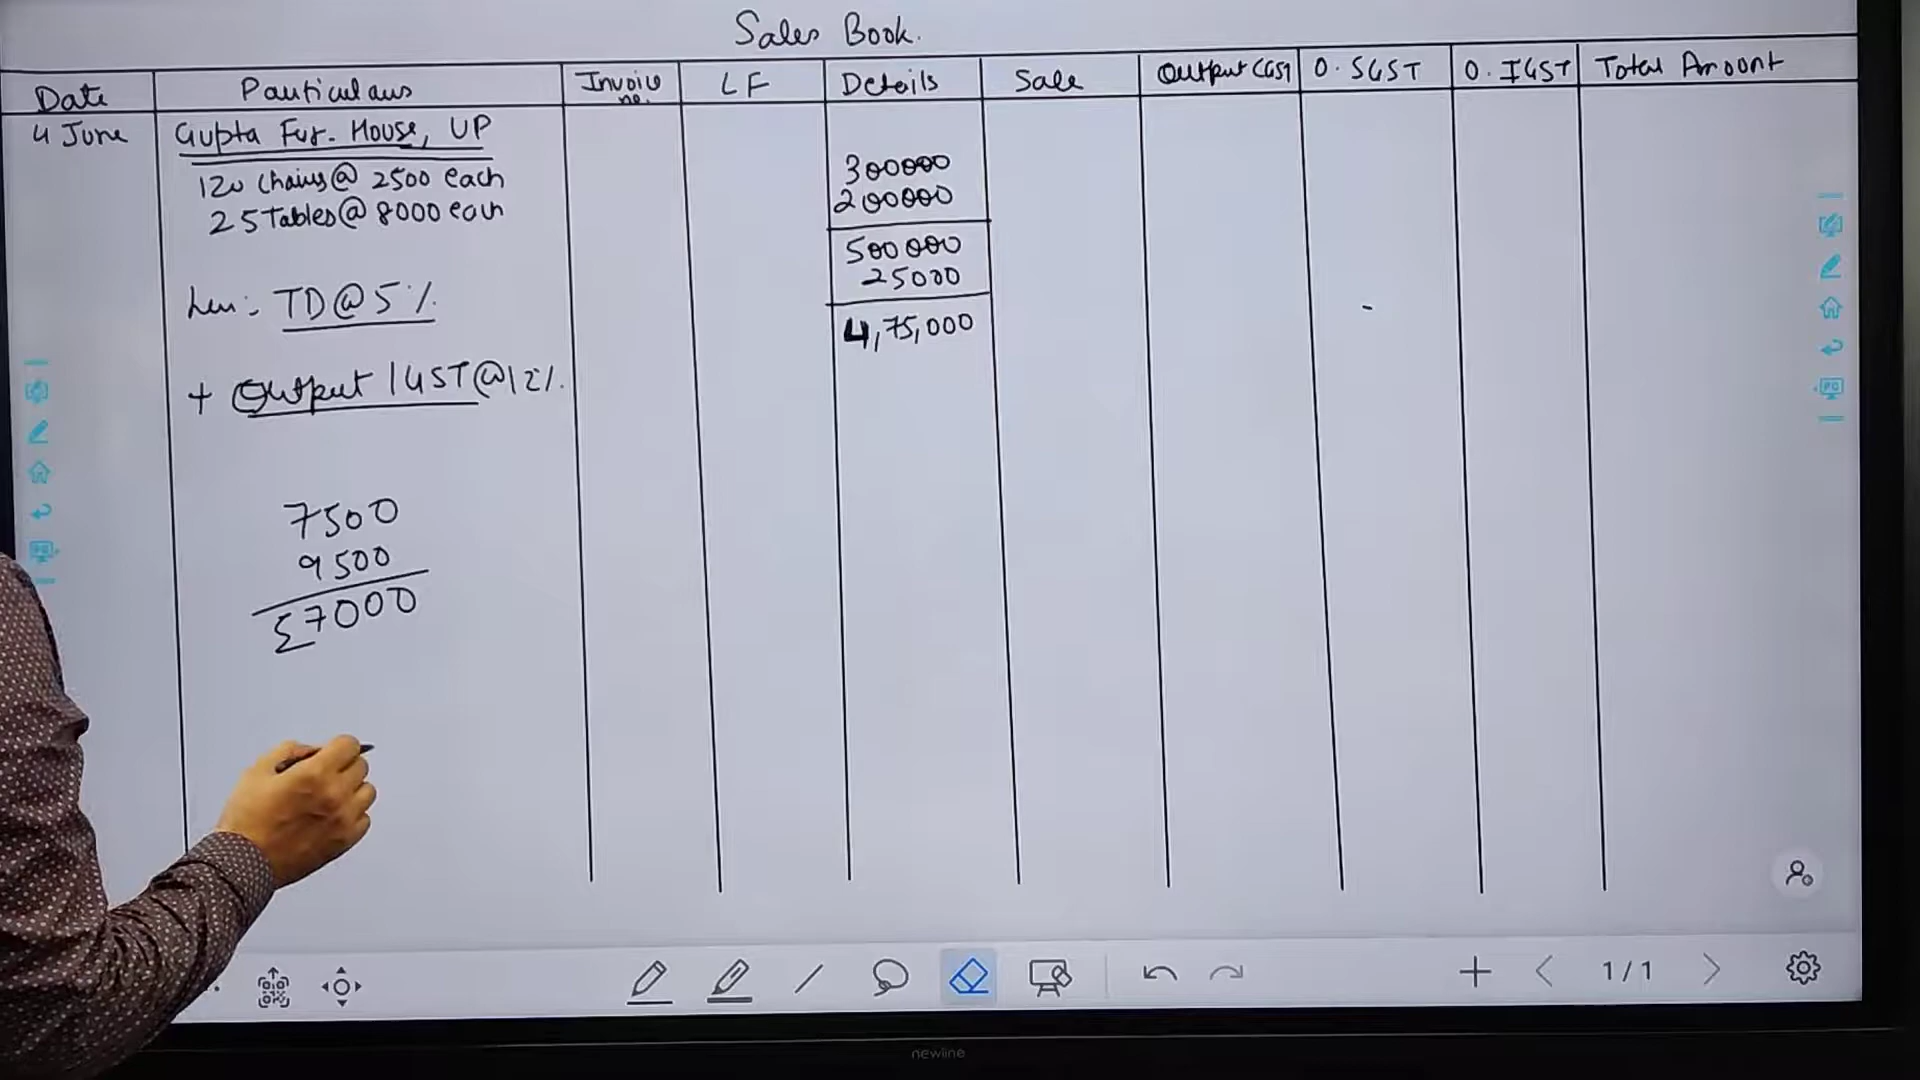 Sales Book.
Date Particulars Invoice no. LF Details Sale Output CGST O. SGST O. IGST Total Amount
4 June Gupta Fur. House, UP
120 Chairs @ 2500 each 300000
25 Tables @ 8000 each 200000
500000
Less: TD @ 5% 25000
4,75,000
+ Output IGST @ 12%.
7500
9500
57000
1/1
newline